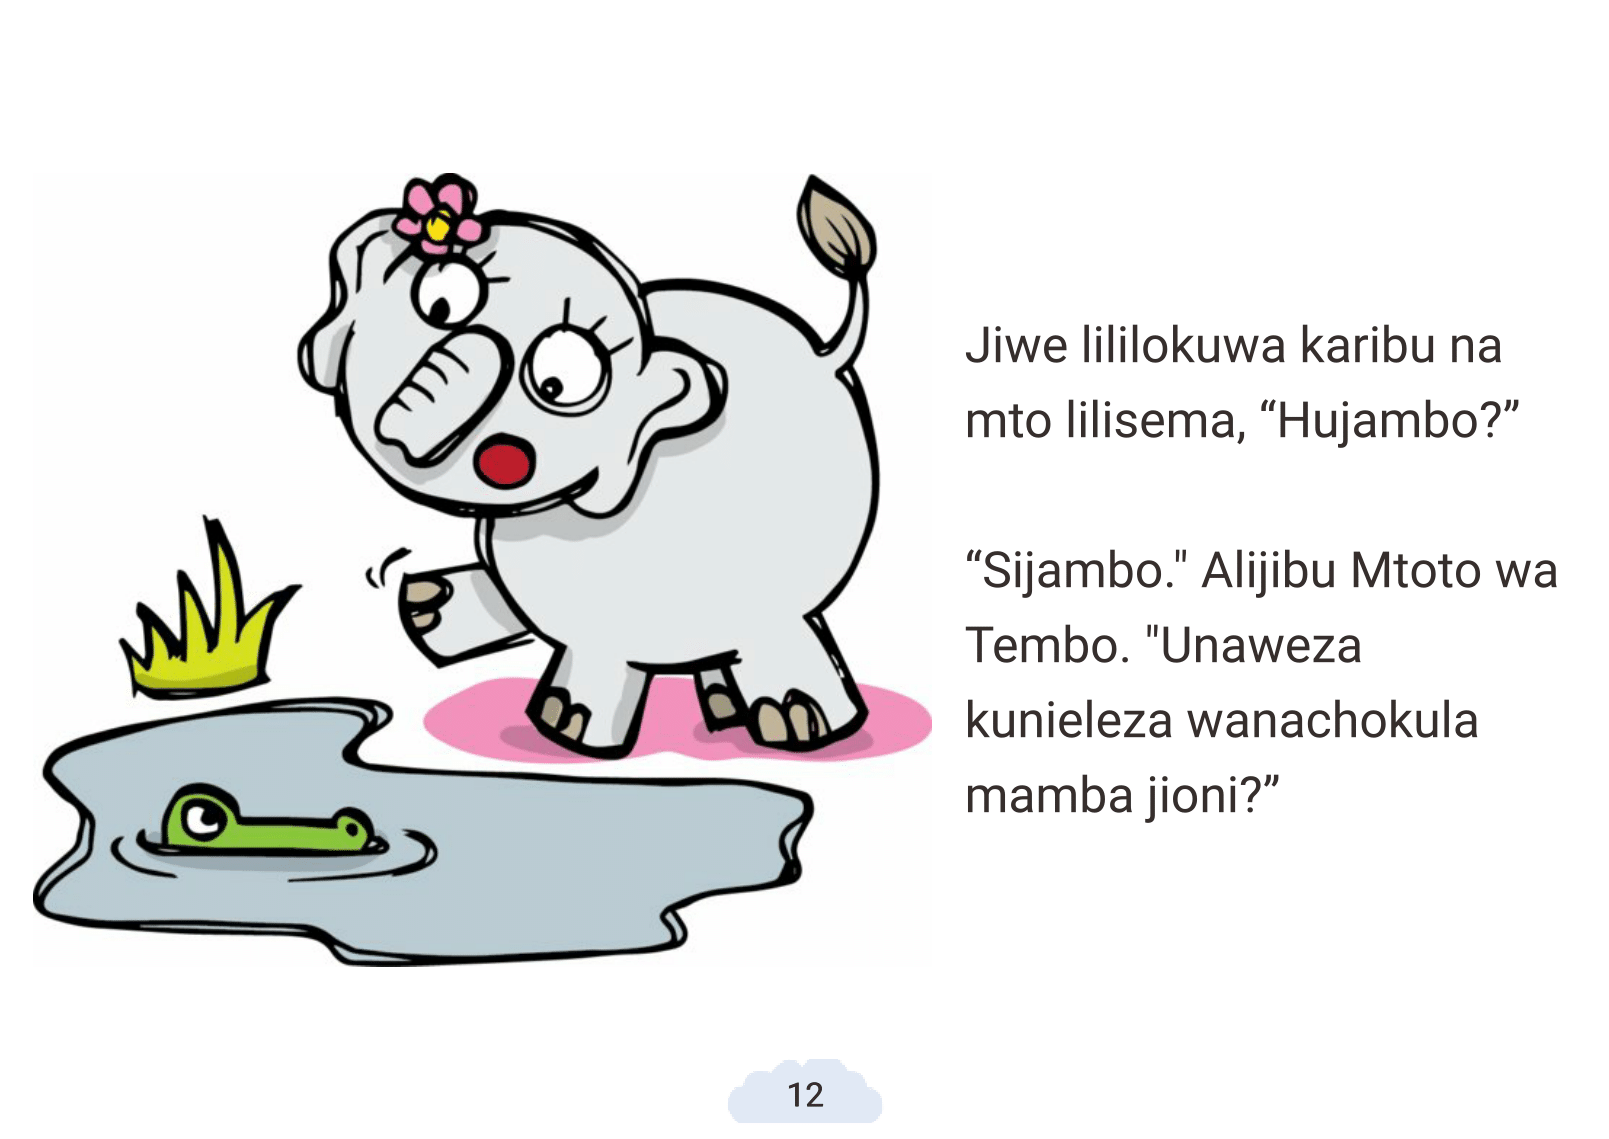 Jiwe lililokuwa karibu na
mto lilisema, “Hujambo?”
“Sijambo." Alijibu Mtoto wa
Tembo. "Unaweza
kunieleza wanachokula
mamba jioni?”
12